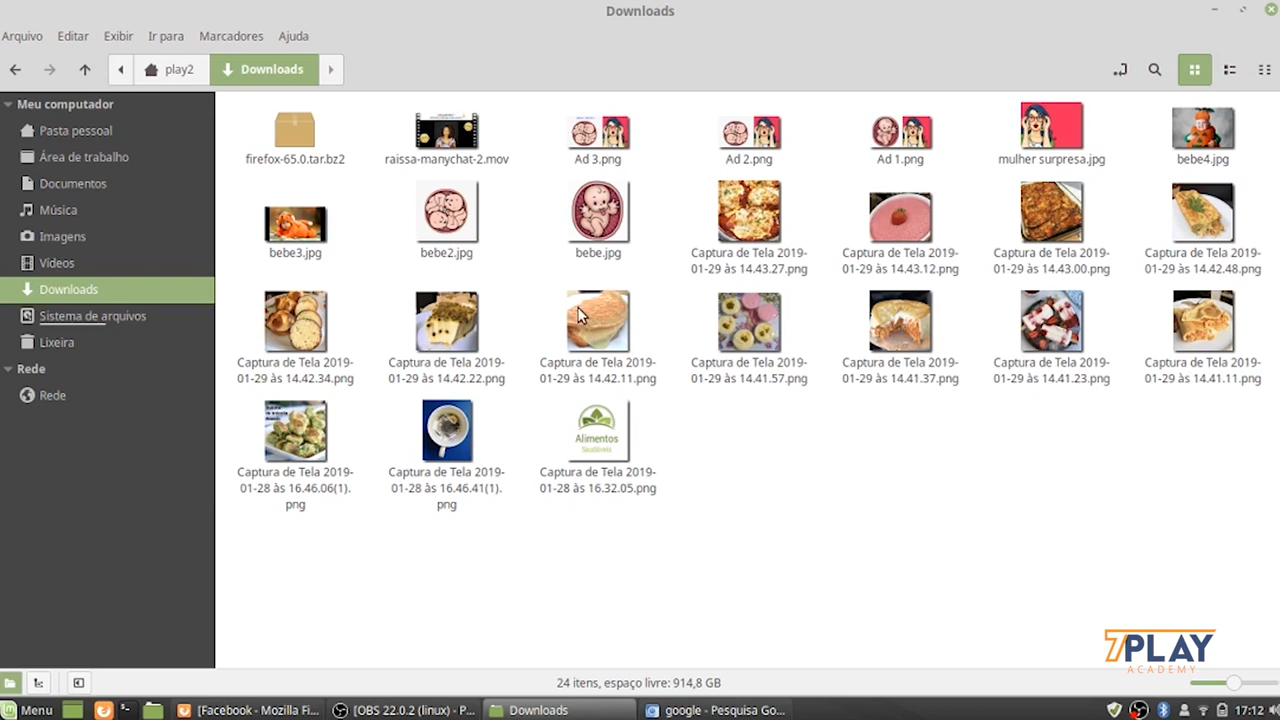 Downloads
Arquivo Editar Exibir Ir para Marcadores Ajuda
play2 Downloads
Meu computador
Pasta pessoal
Área de trabalho
Documentos
Música
Imagens
Vídeos
Downloads
Sistema de arquivos
Lixeira
Rede
Rede
firefox-65.0.tar.bz2
raissa-manychat-2.mov
Ad 3.png
Ad 2.png
Ad 1.png
mulher surpresa.jpg
bebe4.jpg
bebe3.jpg
bebe2.jpg
bebe.jpg
Captura de Tela 2019-
01-29 às 14.43.27.png
Captura de Tela 2019-
01-29 às 14.43.12.png
Captura de Tela 2019-
01-29 às 14.43.00.png
Captura de Tela 2019-
01-29 às 14.42.48.png
Captura de Tela 2019-
01-29 às 14.42.34.png
Captura de Tela 2019-
01-29 às 14.42.22.png
Captura de Tela 2019-
01-29 às 14.42.11.png
Captura de Tela 2019-
01-29 às 14.41.57.png
Captura de Tela 2019-
01-29 às 14.41.37.png
Captura de Tela 2019-
01-29 às 14.41.23.png
Captura de Tela 2019-
01-29 às 14.41.11.png
Captura de Tela 2019-
01-28 às 16.46.06(1).
png
Captura de Tela 2019-
01-28 às 16.46.41(1).
png
Alimentos
Saudáveis
Captura de Tela 2019-
01-28 às 16.32.05.png
7PLAY
ACADEMY
24 itens, espaço livre: 914,8 GB
Menu [Facebook - Mozilla Fi... [OBS 22.0.2 (linux) - P... Downloads google - Pesquisa Go... 17:12